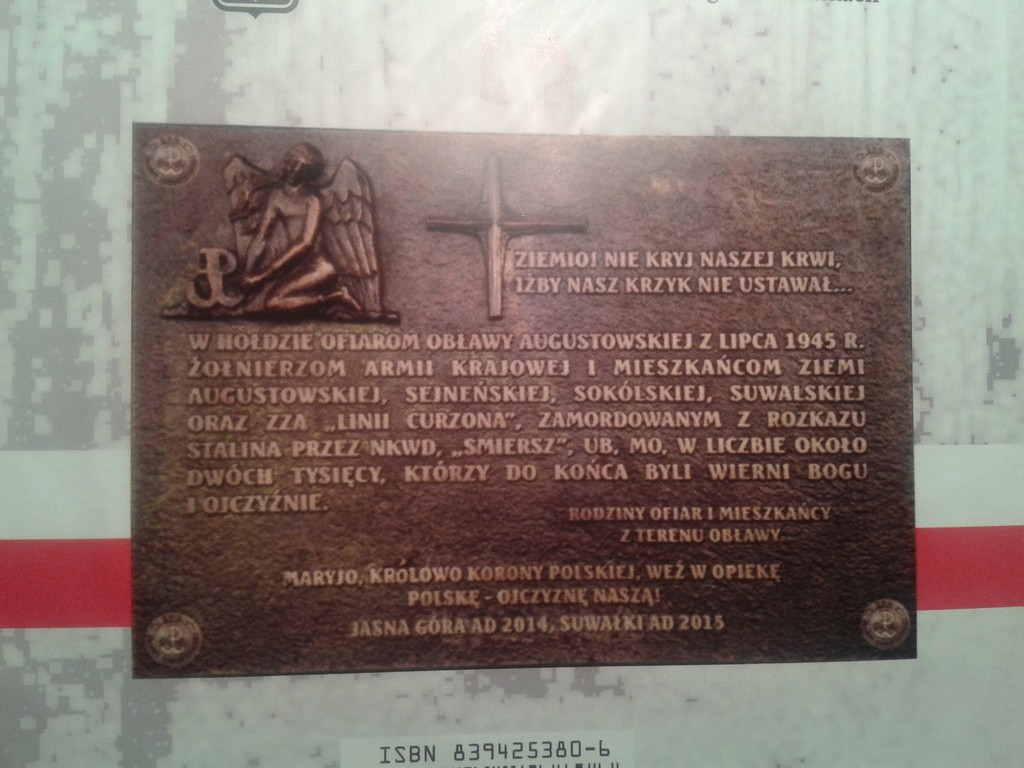 ZIEMIO! NIE KRYJ NASZEJ KRWI,
IŻBY NASZ KRZYK NIE USTAWAŁ...
W HOŁDZIE OFIAROM OBŁAWY AUGUSTOWSKIEJ Z LIPCA 1945 R.
ŻOŁNIERZOM ARMII KRAJOWEJ I MIESZKAŃCOM ZIEMI
AUGUSTOWSKIEJ, SEJNEŃSKIEJ, SOKÓLSKIEJ, SUWALSKIEJ
ORAZ ZZA „LINII CURZONA”, ZAMORDOWANYM Z ROZKAZU
STALINA PRZEZ NKWD, „SMIERSZ”, UB, MO, W LICZBIE OKOŁO
DWÓCH TYSIĘCY, KTÓRZY DO KOŃCA BYLI WIERNI BOGU
I OJCZYŹNIE.
RODZINY OFIAR I MIESZKAŃCY
Z TERENU OBŁAWY
MARYJO, KRÓLOWO KORONY POLSKIEJ, WEŹ W OPIEKĘ
POLSKĘ - OJCZYZNĘ NASZĄ!
JASNA GÓRA AD 2014, SUWAŁKI AD 2015
ISBN 839425380-6